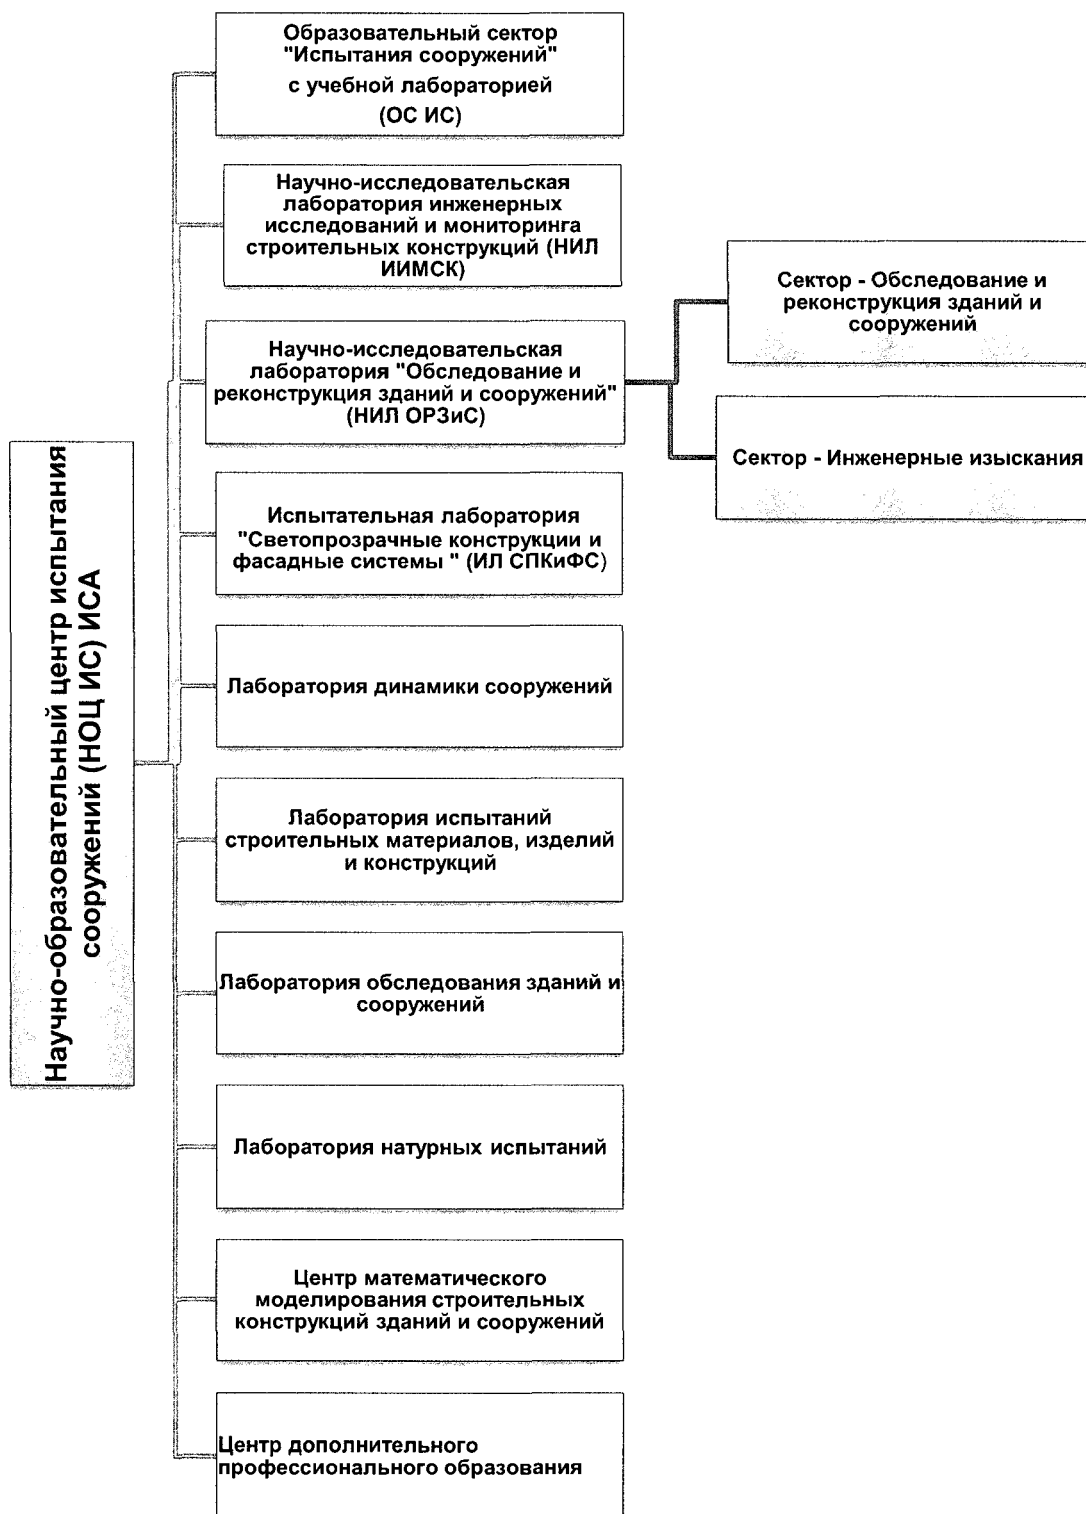 Научно-образовательный центр испытания
сооружений (НОЦ ИС) ИСА
Образовательный сектор
"Испытания сооружений"
с учебной лабораторией
(ОС ИС)
Научно-исследовательская
лаборатория инженерных
исследований и мониторинга
строительных конструкций (НИЛ
ИИМСК)
Научно-исследовательская
лаборатория "Обследование и
реконструкция зданий и сооружений"
(НИЛ ОРЗиС)
Сектор - Обследование и
реконструкция зданий и
сооружений
Сектор - Инженерные изыскания
Испытательная лаборатория
"Светопрозрачные конструкции и
фасадные системы " (ИЛ СПКиФС)
Лаборатория динамики сооружений
Лаборатория испытаний
строительных материалов, изделий
и конструкций
Лаборатория обследования зданий и
сооружений
Лаборатория натурных испытаний
Центр математического
моделирования строительных
конструкций зданий и сооружений
Центр дополнительного
профессионального образования